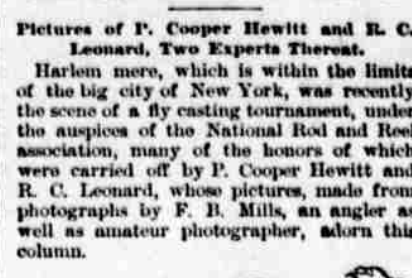 Pictures of P. Cooper Hewitt and R. C.
Leonard, Two Experts Thereat.
Harlem mere, which is within the limits
of the big city of New York, was recently
the scene of a fly casting tournament, under
the auspices of the National Rod and Reel
association, many of the honors of which
were carried off by P. Cooper Hewitt and
R. C. Leonard, whose pictures, made from
photographs by F. B. Mills, an angler as
well as amateur photographer, adorn this
column.